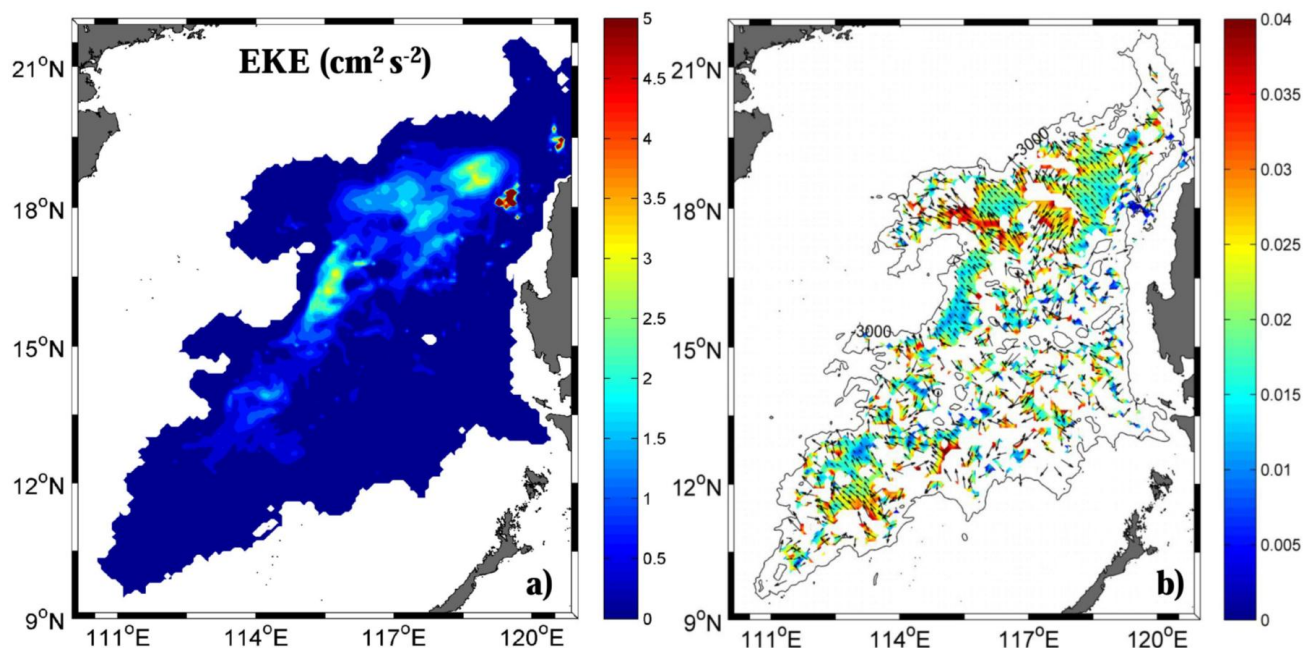 EKE (cm² s⁻²)
21°N
18°N
15°N
12°N
9°N
111°E 114°E 117°E 120°E
a)
5
4.5
4
3.5
3
2.5
2
1.5
1
0.5
0
21°N
18°N
15°N
12°N
9°N
111°E 114°E 117°E 120°E
-3000
-3000
b)
0.04
0.035
0.03
0.025
0.02
0.015
0.01
0.005
0